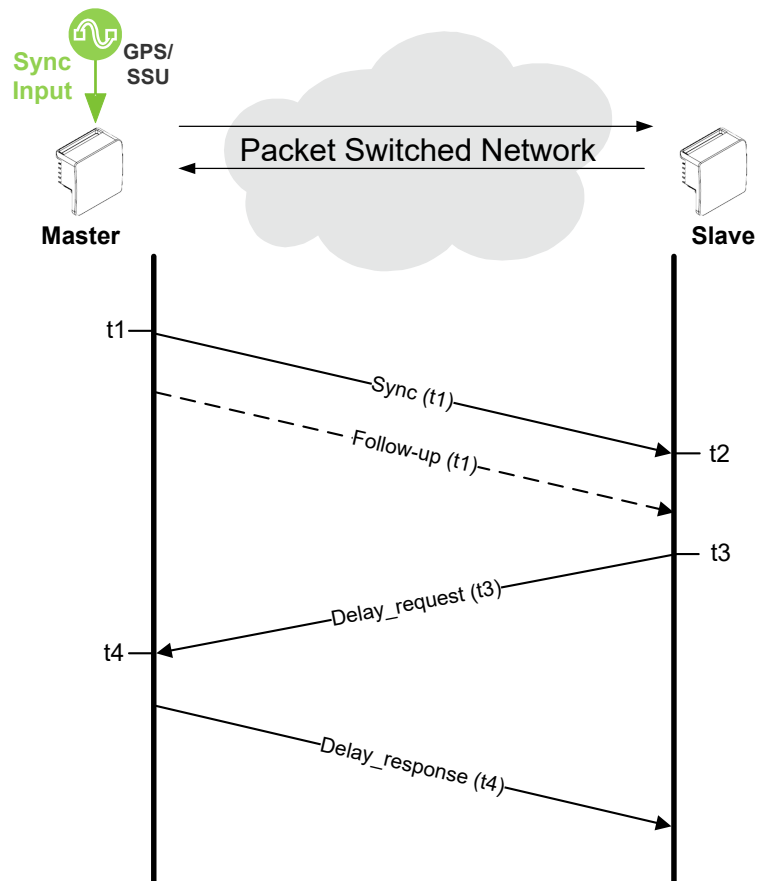 GPS/
SSU
Sync
Input
Packet Switched Network
Master
Slave
t1
Sync (t1)
Follow-up (t1)
t2
t3
Delay_request (t3)
t4
Delay_response (t4)